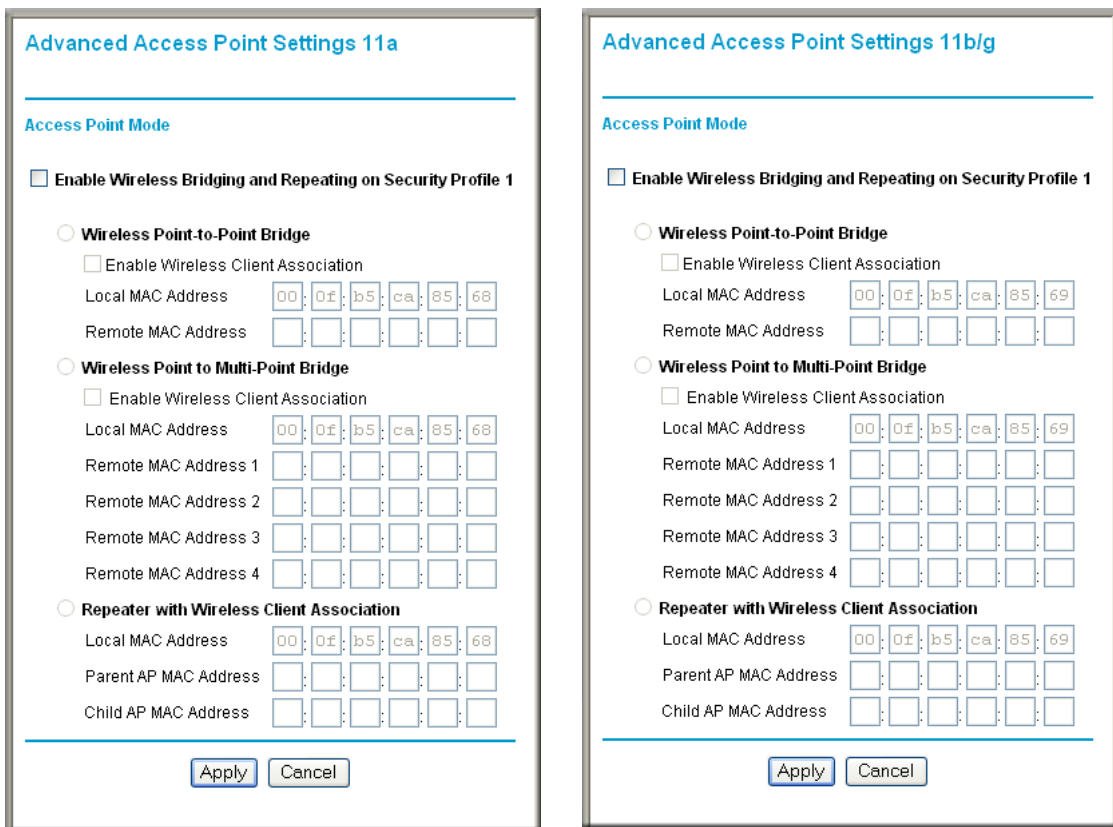 Advanced Access Point Settings 11a
Access Point Mode
Enable Wireless Bridging and Repeating on Security Profile 1
Wireless Point-to-Point Bridge
Enable Wireless Client Association
Local MAC Address 00 : 0f : b5 : ca : 85 : 68
Remote MAC Address : : : : :
Wireless Point to Multi-Point Bridge
Enable Wireless Client Association
Local MAC Address 00 : 0f : b5 : ca : 85 : 68
Remote MAC Address 1 : : : : :
Remote MAC Address 2 : : : : :
Remote MAC Address 3 : : : : :
Remote MAC Address 4 : : : : :
Repeater with Wireless Client Association
Local MAC Address 00 : 0f : b5 : ca : 85 : 68
Parent AP MAC Address : : : : :
Child AP MAC Address : : : : :
Apply Cancel
Advanced Access Point Settings 11b/g
Access Point Mode
Enable Wireless Bridging and Repeating on Security Profile 1
Wireless Point-to-Point Bridge
Enable Wireless Client Association
Local MAC Address 00 : 0f : b5 : ca : 85 : 69
Remote MAC Address : : : : :
Wireless Point to Multi-Point Bridge
Enable Wireless Client Association
Local MAC Address 00 : 0f : b5 : ca : 85 : 69
Remote MAC Address 1 : : : : :
Remote MAC Address 2 : : : : :
Remote MAC Address 3 : : : : :
Remote MAC Address 4 : : : : :
Repeater with Wireless Client Association
Local MAC Address 00 : 0f : b5 : ca : 85 : 69
Parent AP MAC Address : : : : :
Child AP MAC Address : : : : :
Apply Cancel